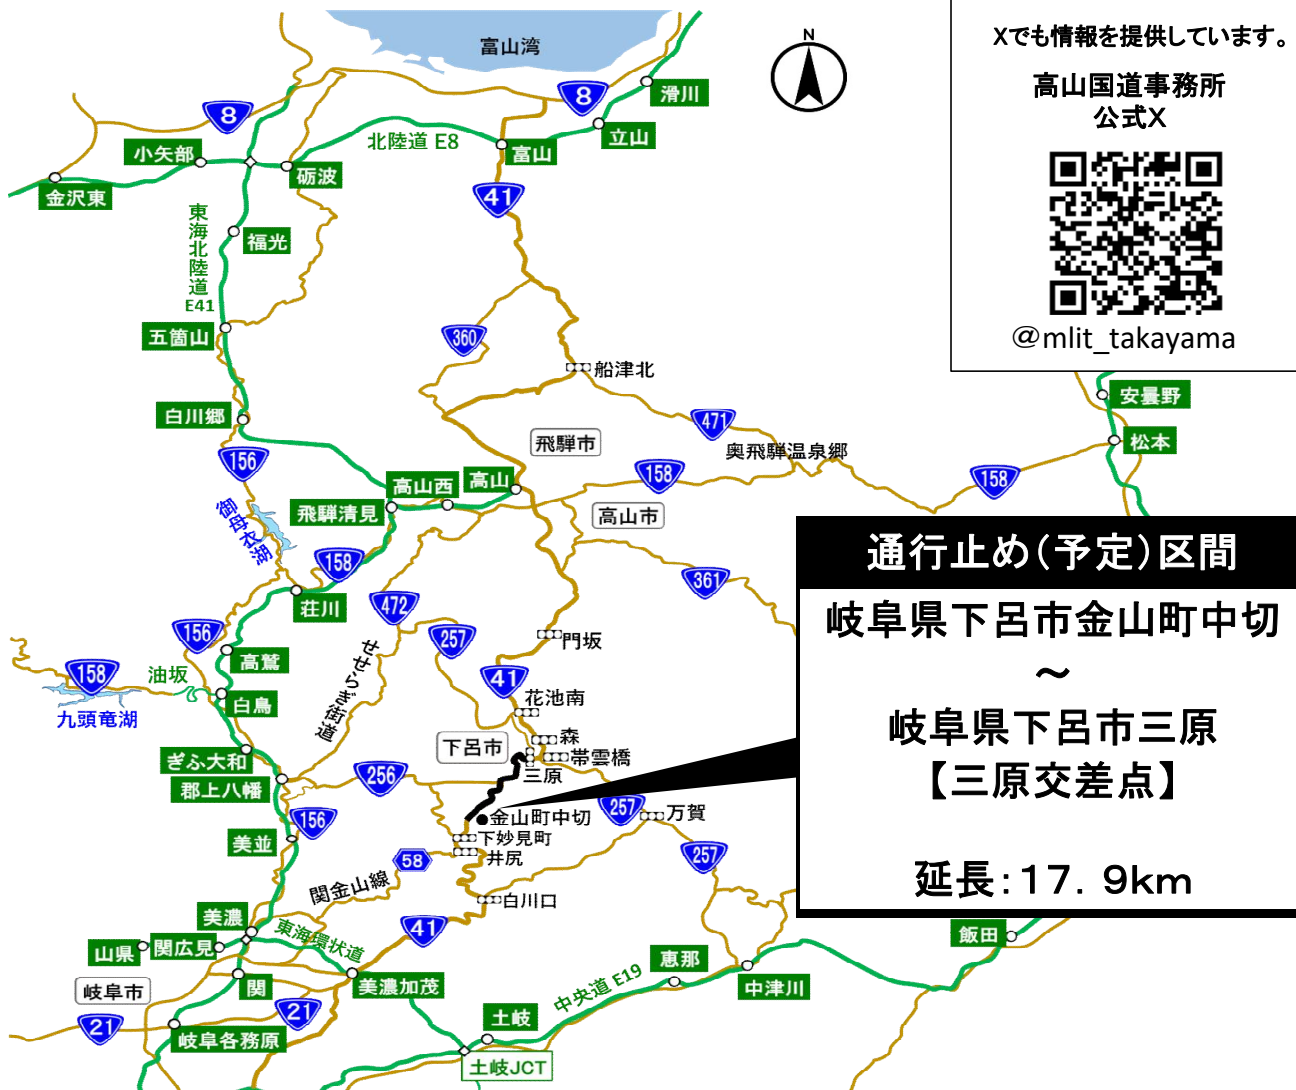 富山湾
N
Xでも情報を提供しています。
高山国道事務所
公式X
@mlit_takayama
8
8
滑川
立山
富山
北陸道 E8
小矢部
砺波
金沢東
41
東海北陸道
E41
福光
五箇山
360
船津北
安曇野
白川郷
471
松本
飛騨市
奥飛騨温泉郷
156
158
158
高山西
高山
飛騨清見
高山市
御母衣湖
通行止め(予定)区間
岐阜県下呂市金山町中切
~
岐阜県下呂市三原
【三原交差点】
延長:17.9km
158
361
荘川
472
156
257
門坂
高鷲
せせらぎ街道
158
油坂
41
白鳥
花池南
九頭竜湖
森
下呂市
帯雲橋
ぎふ大和
三原
256
郡上八幡
257
金山町中切
万賀
156
下妙見町
美並
井尻
58
257
関金山線
白川口
美濃
41
東海環状道
飯田
山県
関広見
恵那
中央道 E19
関
美濃加茂
中津川
岐阜市
21
21
土岐
岐阜各務原
土岐JCT